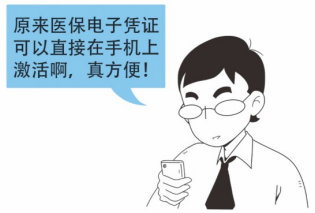 原来医保电子凭证
可以直接在手机上
激活啊，真方便！